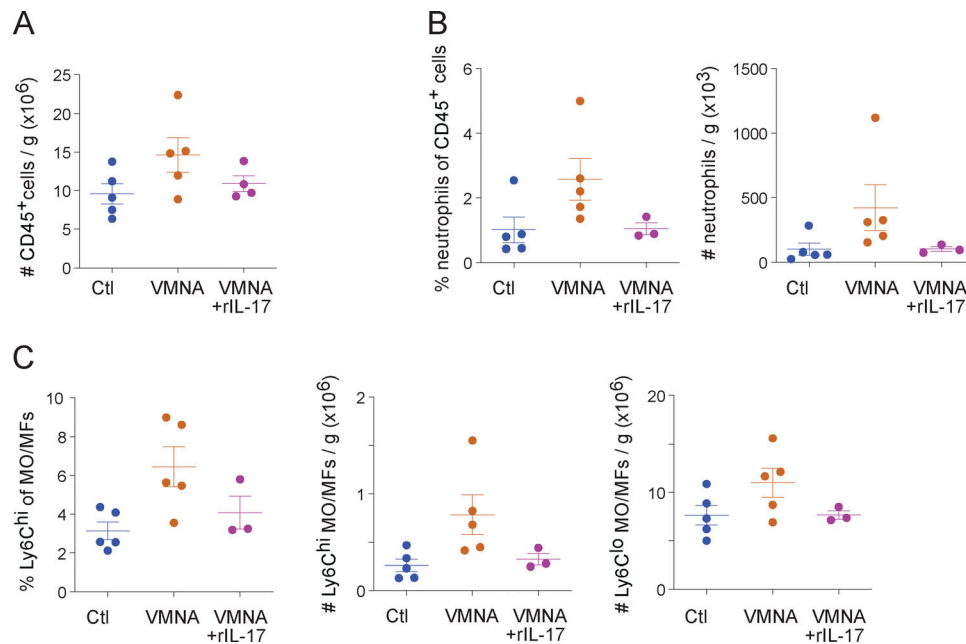 A
# CD45⁺cells / g (x10⁶)
25
20
15
10
5
0
Ctl
VMNA
VMNA
+rIL-17
B
% neutrophils of CD45⁺ cells
6
4
2
0
Ctl
VMNA
VMNA
+rIL-17
# neutrophils / g (x10³)
1500
1000
500
0
Ctl
VMNA
VMNA
+rIL-17
C
% Ly6Cʰⁱ of MO/MFs
10
8
6
4
2
0
Ctl
VMNA
VMNA
+rIL-17
# Ly6Cʰⁱ MO/MFs / g (x10⁶)
2
1
0
Ctl
VMNA
VMNA
+rIL-17
# Ly6Cˡᵒ MO/MFs / g (x10⁶)
20
10
0
Ctl
VMNA
VMNA
+rIL-17